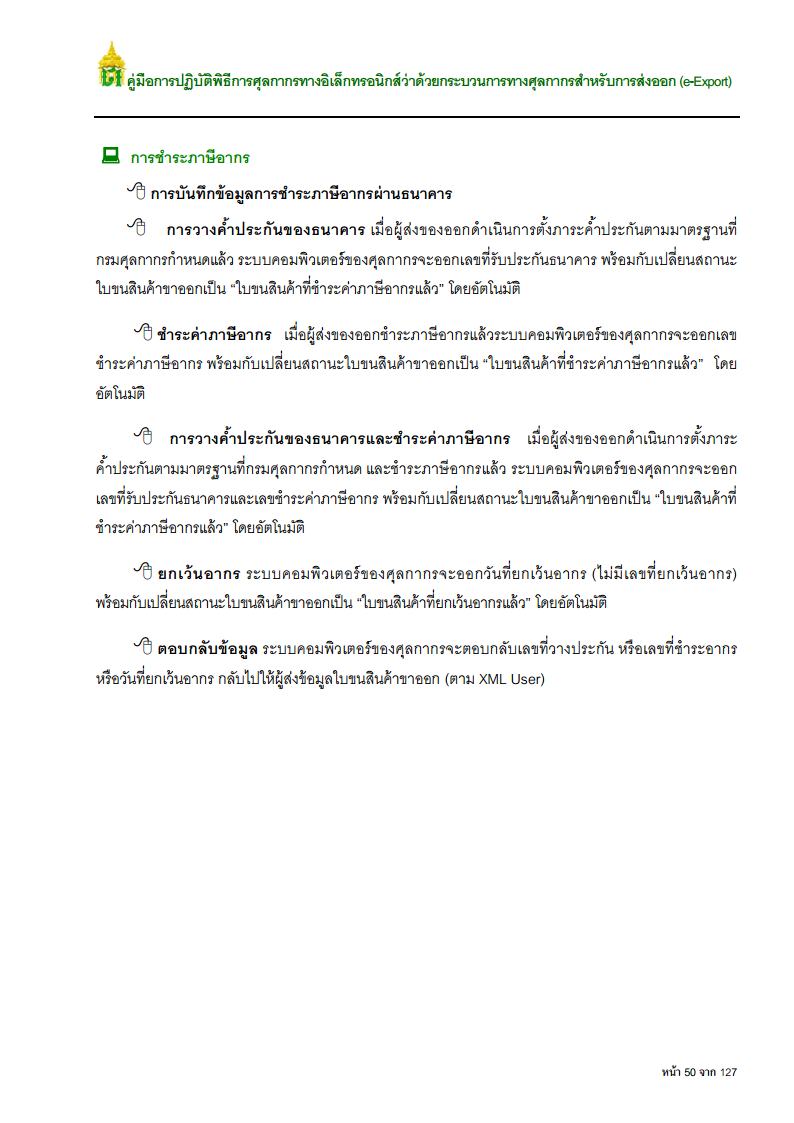 คู่มือการปฏิบัติพิธีการศุลกากรทางอิเล็กทรอนิกส์ว่าด้วยกระบวนการทางศุลกากรสำหรับการส่งออก (e-Export)
การชำระภาษีอากร
การบันทึกข้อมูลการชำระภาษีอากรผ่านธนาคาร
การวางค้ำประกันของธนาคาร เมื่อผู้ส่งของออกดำเนินการตั้งภาระค้ำประกันตามมาตรฐานที่
กรมศุลกากรกำหนดแล้ว ระบบคอมพิวเตอร์ของศุลกากรจะออกเลขที่รับประกันธนาคาร พร้อมกับเปลี่ยนสถานะ
ใบขนสินค้าขาออกเป็น “ใบขนสินค้าที่ชำระค่าภาษีอากรแล้ว” โดยอัตโนมัติ
ชำระค่าภาษีอากร เมื่อผู้ส่งของออกชำระภาษีอากรแล้วระบบคอมพิวเตอร์ของศุลกากรจะออกเลข
ชำระค่าภาษีอากร พร้อมกับเปลี่ยนสถานะใบขนสินค้าขาออกเป็น “ใบขนสินค้าที่ชำระค่าภาษีอากรแล้ว” โดย
อัตโนมัติ
การวางค้ำประกันของธนาคารและชำระค่าภาษีอากร เมื่อผู้ส่งของออกดำเนินการตั้งภาระ
ค้ำประกันตามมาตรฐานที่กรมศุลกากรกำหนด และชำระภาษีอากรแล้ว ระบบคอมพิวเตอร์ของศุลกากรจะออก
เลขที่รับประกันธนาคารและเลขชำระค่าภาษีอากร พร้อมกับเปลี่ยนสถานะใบขนสินค้าขาออกเป็น “ใบขนสินค้าที่
ชำระค่าภาษีอากรแล้ว” โดยอัตโนมัติ
ยกเว้นอากร ระบบคอมพิวเตอร์ของศุลกากรจะออกวันที่ยกเว้นอากร (ไม่มีเลขที่ยกเว้นอากร)
พร้อมกับเปลี่ยนสถานะใบขนสินค้าขาออกเป็น “ใบขนสินค้าที่ยกเว้นอากรแล้ว” โดยอัตโนมัติ
ตอบกลับข้อมูล ระบบคอมพิวเตอร์ของศุลกากรจะตอบกลับเลขที่วางประกัน หรือเลขที่ชำระอากร
หรือวันที่ยกเว้นอากร กลับไปให้ผู้ส่งข้อมูลใบขนสินค้าขาออก (ตาม XML User)
หน้า 50 จาก 127